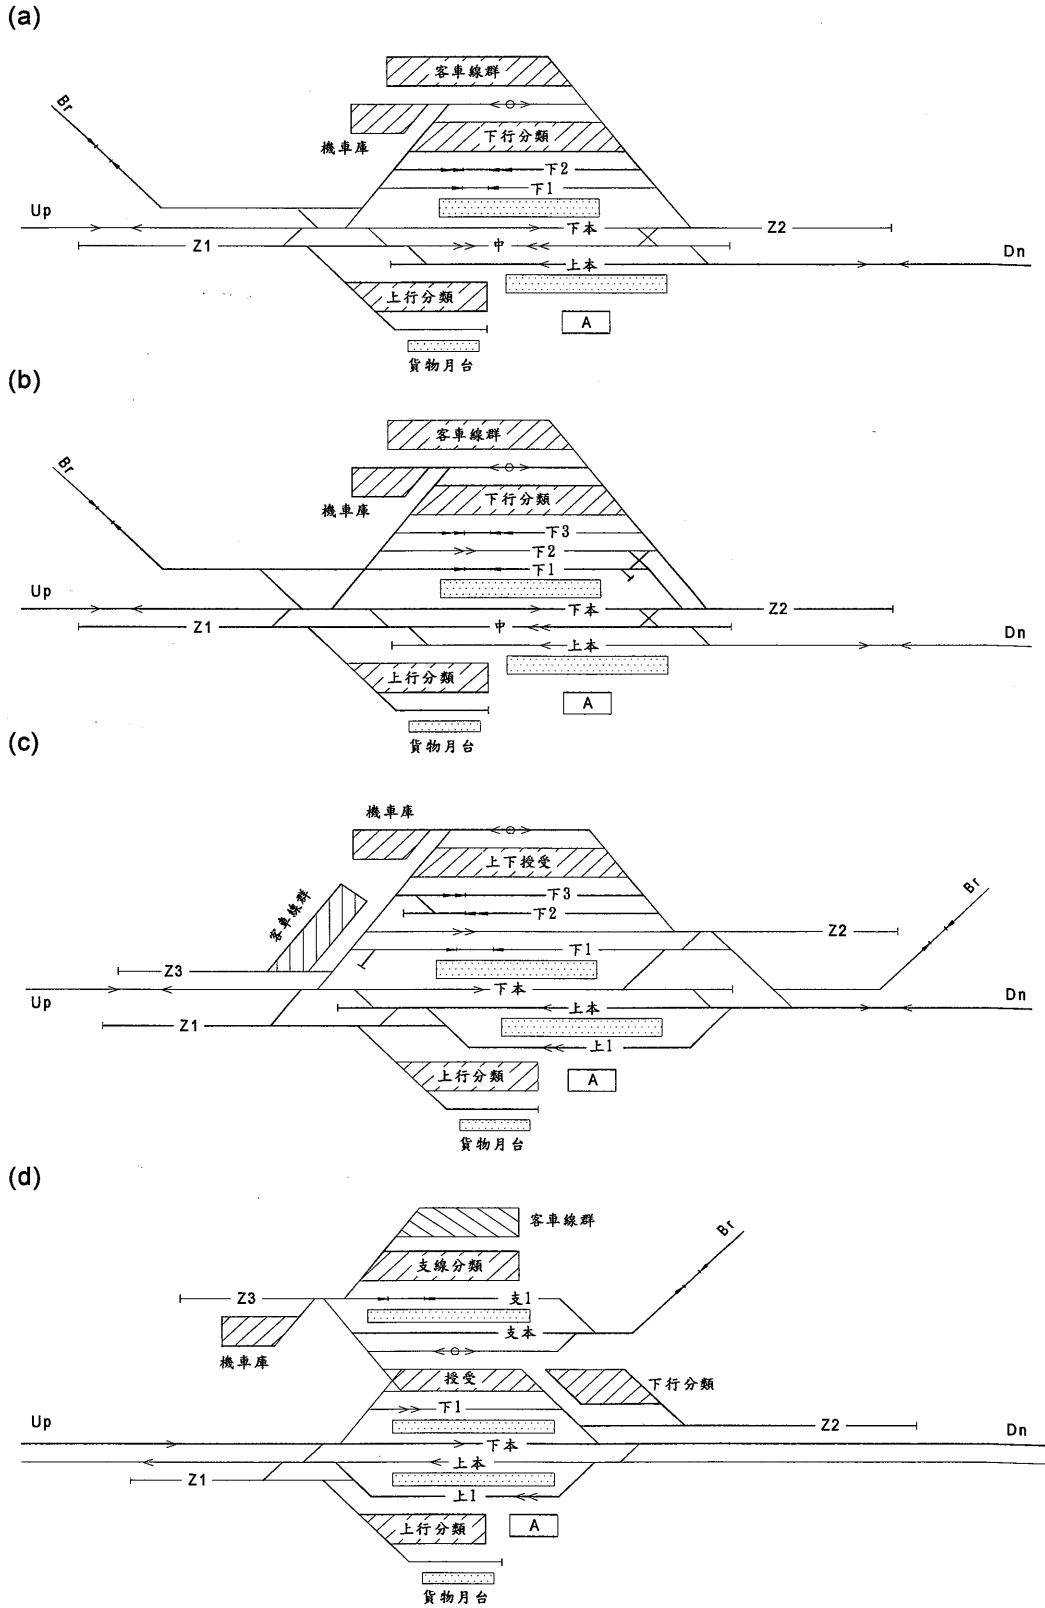 (a)
客車線群
Br
機車庫
下行分類
下2
下1
Up
下本
Z2
Z1
中
Dn
上本
上行分類
A
貨物月台
(b)
客車線群
Br
機車庫
下行分類
下3
下2
下1
Up
下本
Z2
Z1
中
Dn
上本
上行分類
A
貨物月台
(c)
機車庫
上下授受
客車線群
下3
Br
下2
Z2
下1
Z3
Up
下本
Dn
上本
Z1
上1
上行分類
A
貨物月台
(d)
客車線群
Br
支線分類
Z3
支1
支本
機車庫
授受
下行分類
下1
Up
Z2
Dn
下本
上本
Z1
上1
上行分類
A
貨物月台